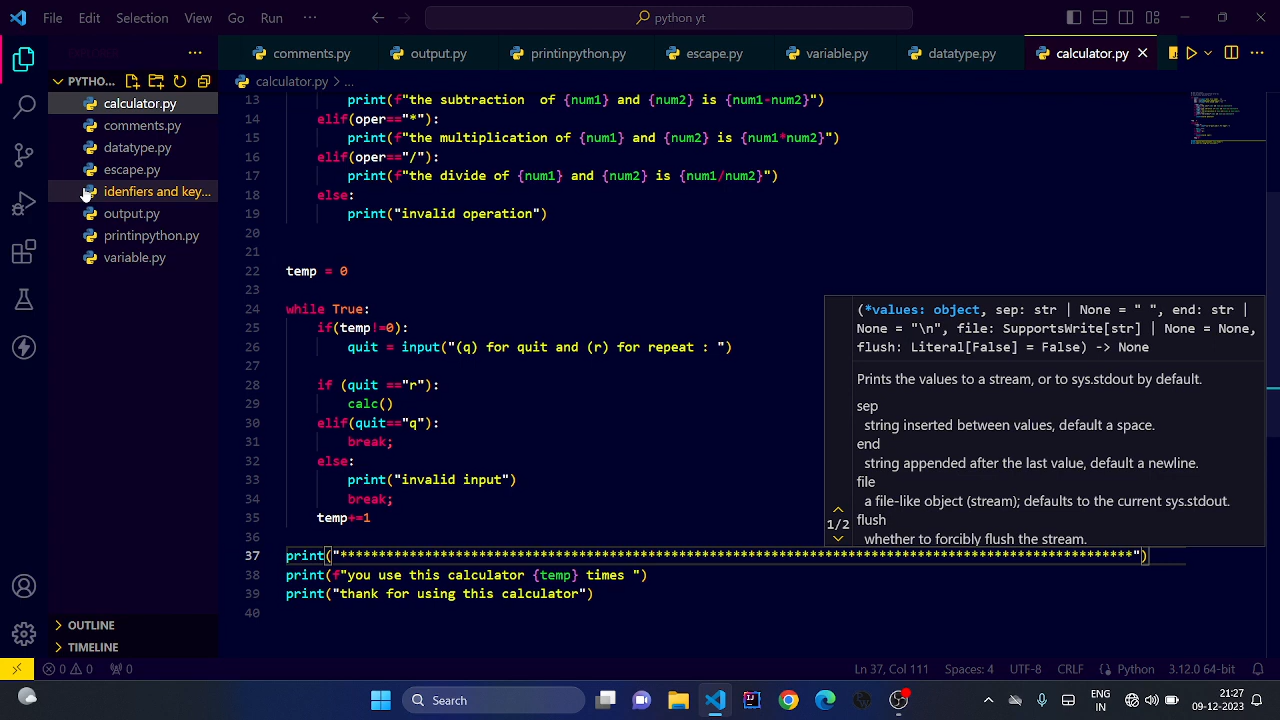 File Edit Selection View Go Run ··· python yt
comments.py output.py printinpython.py escape.py variable.py datatype.py calculator.py
PYTHO...
calculator.py > ...
calculator.py
comments.py
datatype.py
escape.py
idenfiers and key...
output.py
printinpython.py
variable.py
OUTLINE
TIMELINE
13 print(f"the subtraction  of {num1} and {num2} is {num1-num2}")
14 elif(oper=="*"):
15 print(f"the multiplication of {num1} and {num2} is {num1*num2}")
16 elif(oper=="/"):
17 print(f"the divide of {num1} and {num2} is {num1/num2}")
18 else:
19 print("invalid operation")
20
21
22 temp = 0
23
24 while True:
25 if(temp!=0):
26 quit = input("(q) for quit and (r) for repeat : ")
27
28 if (quit =="r"):
29 calc()
30 elif(quit=="q"):
31 break;
32 else:
33 print("invalid input")
34 break;
35 temp+=1
36
37 print("********************************************************************************************************")
38 print(f"you use this calculator {temp} times ")
39 print("thank for using this calculator")
40
(*values: object, sep: str | None = " ", end: str |
None = "\n", file: SupportsWrite[str] | None = None,
flush: Literal[False] = False) -> None
Prints the values to a stream, or to sys.stdout by default.
sep
string inserted between values, default a space.
end
string appended after the last value, default a newline.
file
a file-like object (stream); defaults to the current sys.stdout.
flush
whether to forcibly flush the stream.
1/2
0 0 0 Ln 37, Col 111 Spaces: 4 UTF-8 CRLF Python 3.12.0 64-bit
Search ENG IN 21:27 09-12-2023